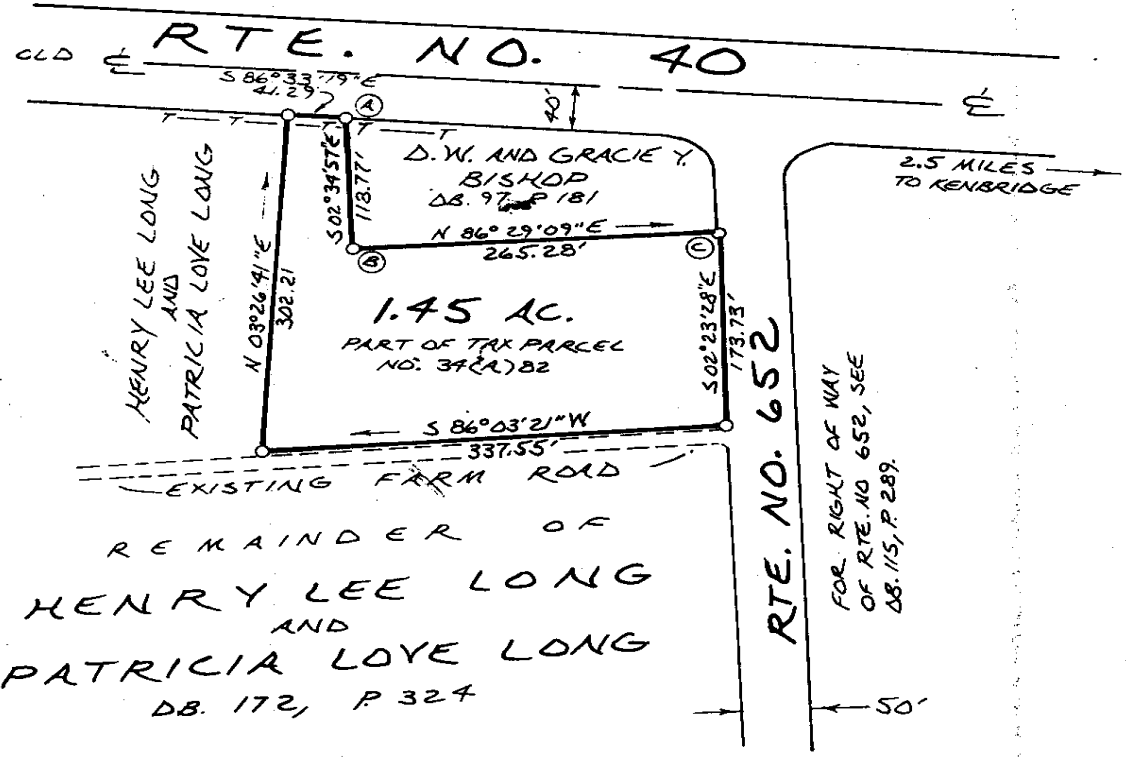 RTE. NO. 40
OLD ℄
℄
S 86°33'19"E
41.29'
A
40'
T T T T
D.W. AND GRACIE Y.
BISHOP
DB. 97 P 181
2.5 MILES
TO KENBRIDGE
S 02°34'57"E
118.77'
N 86°29'09"E
265.28'
B
C
HENRY LEE LONG
AND
PATRICIA LOVE LONG
N 03°26'41"E
302.21
1.45 AC.
PART OF TAX PARCEL
NO. 34(A)82
S 02°23'28"E
173.73'
S 86°03'21"W
337.55'
EXISTING FARM ROAD
RTE. NO. 652
FOR RIGHT OF WAY
OF RTE. NO 652, SEE
DB. 115, P. 289.
REMAINDER OF
HENRY LEE LONG
AND
PATRICIA LOVE LONG
DB. 172, P. 324
50'